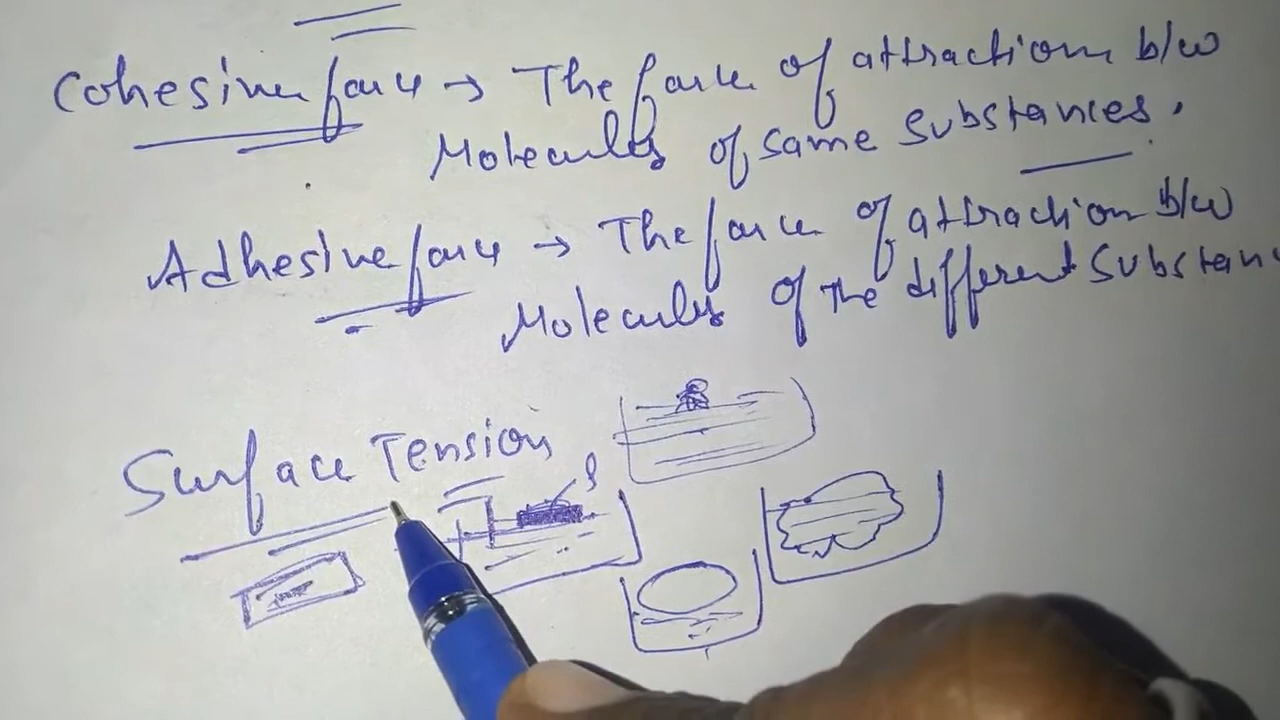 Cohesive force → The force of attraction b/w
Molecules of same substances.
Adhesive force → The force of attraction b/w
Molecules of the different Substan
Surface Tension